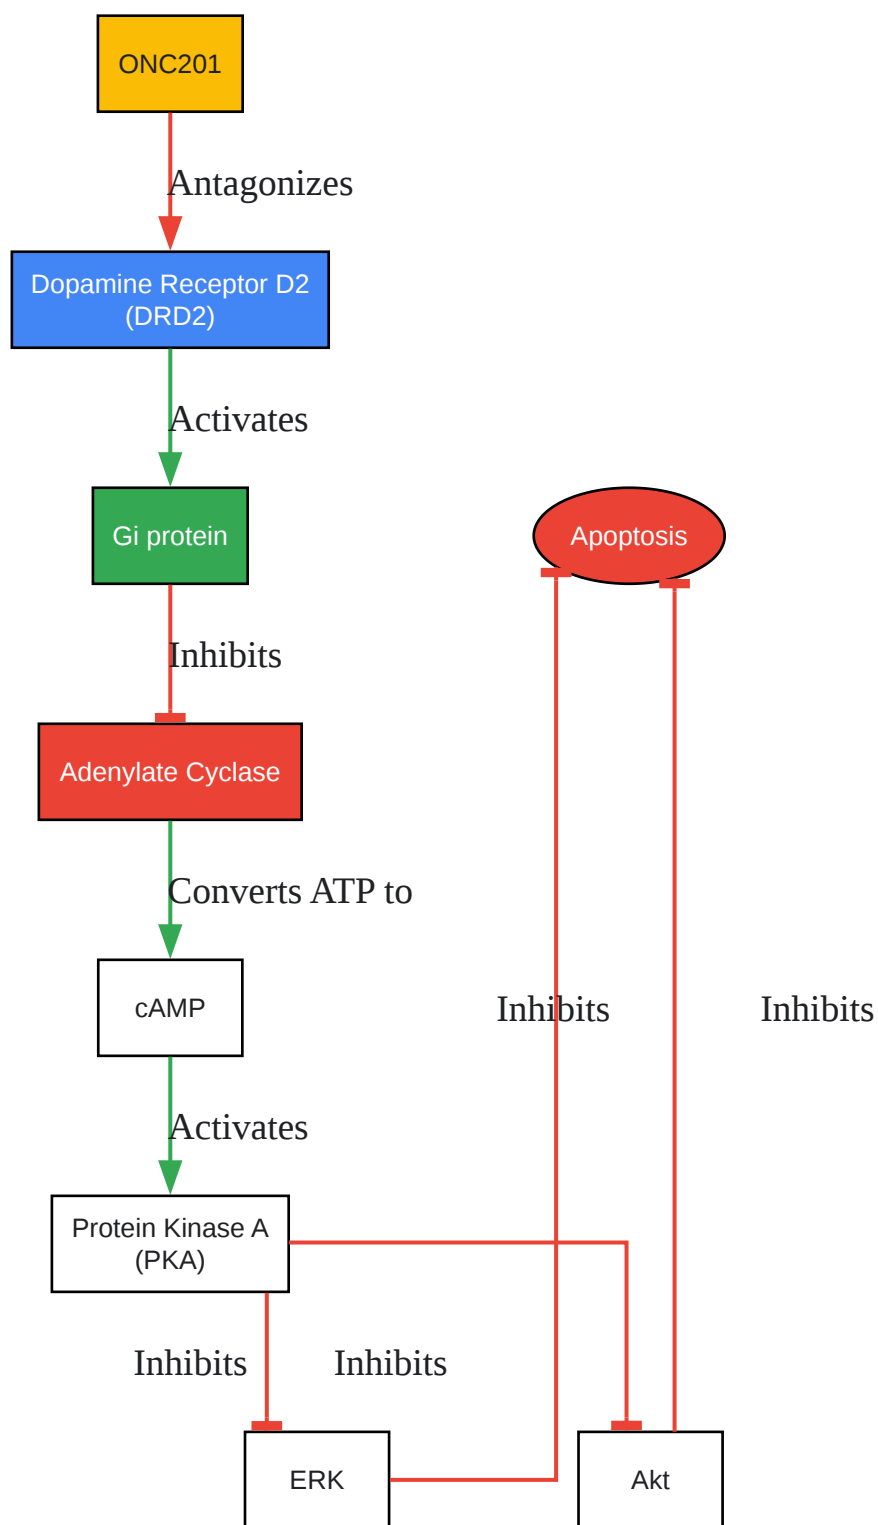 ONC201
Antagonizes
Dopamine Receptor D2
(DRD2)
Activates
Gi protein
Apoptosis
Inhibits
Adenylate Cyclase
Converts ATP to
cAMP
Inhibits
Inhibits
Activates
Protein Kinase A
(PKA)
Inhibits
Inhibits
ERK
Akt